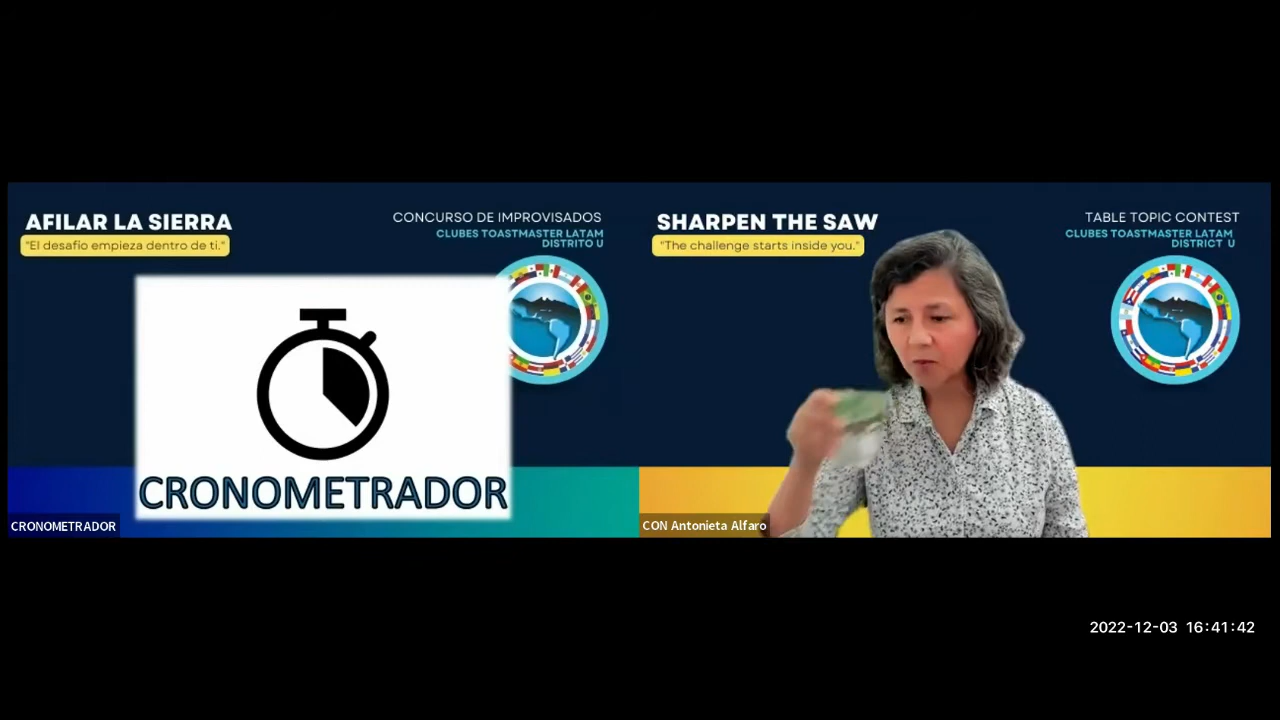 AFILAR LA SIERRA
"El desafío empieza dentro de ti."
CONCURSO DE IMPROVISADOS
CLUBES TOASTMASTER LATAM
DISTRITO U
CRONOMETRADOR
CRONOMETRADOR
SHARPEN THE SAW
"The challenge starts inside you."
TABLE TOPIC CONTEST
CLUBES TOASTMASTER LATAM
DISTRICT U
CON Antonieta Alfaro
2022-12-03 16:41:42